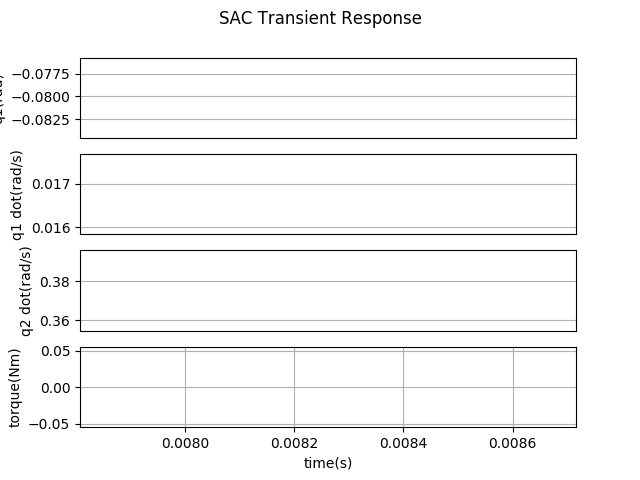 SAC Transient Response
−0.0775
−0.0800
−0.0825
q1 dot(rad/s)
0.017
0.016
q2 dot(rad/s)
0.38
0.36
torque(Nm)
0.05
0.00
−0.05
0.0080 0.0082 0.0084 0.0086
time(s)